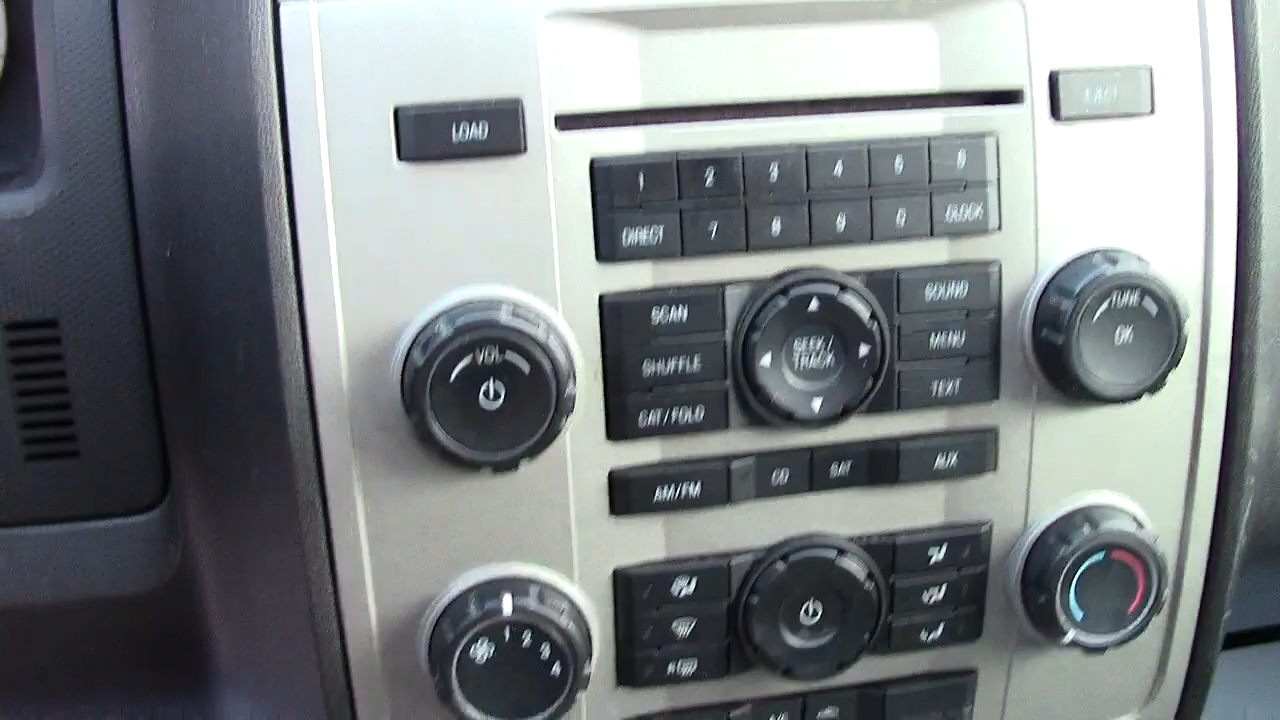 LOAD
1 2 3 4 5 6
DIRECT 7 8 9 0 CLOCK
SCAN SOUND
VOL SEEK/ TRACK MENU TUNE
SHUFFLE TEXT OK
CAT/FOLD
AM/FM CD SAT AUX
1 2 3 4